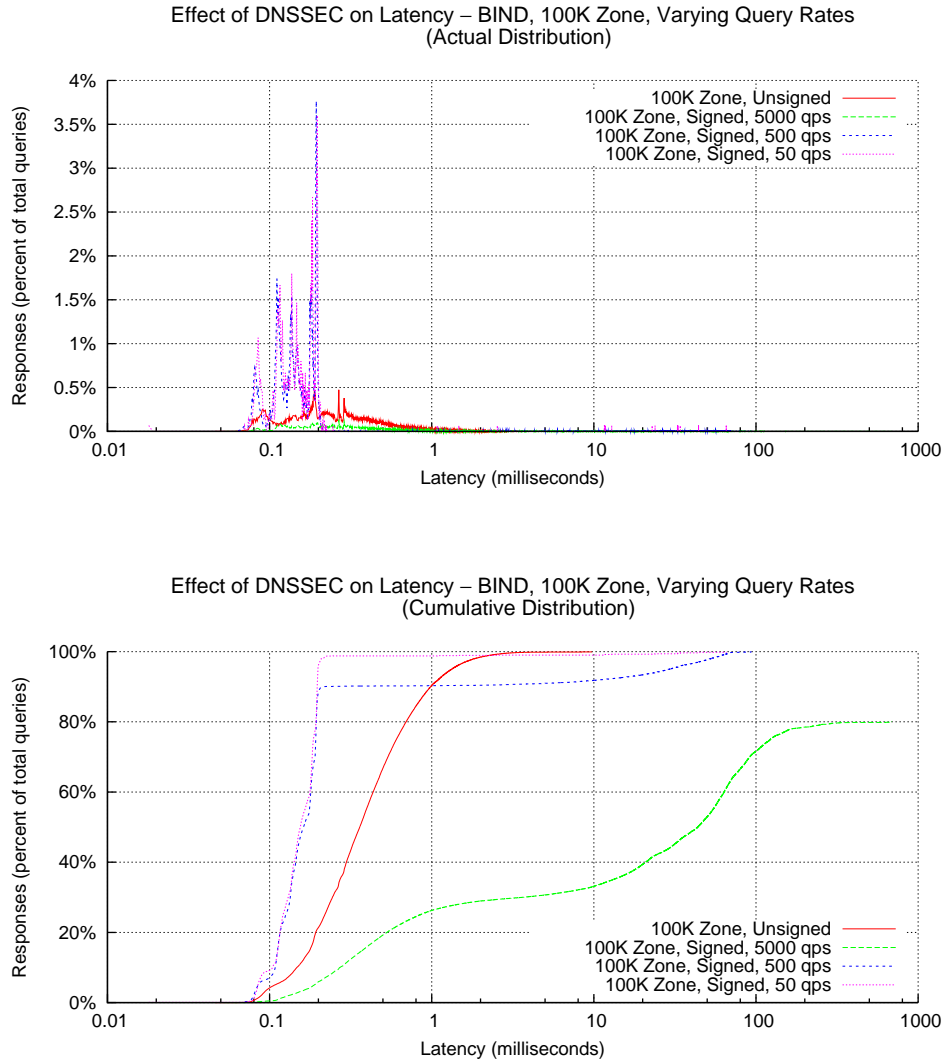 Effect of DNSSEC on Latency – BIND, 100K Zone, Varying Query Rates
(Actual Distribution)
4%
3.5%
3%
2.5%
2%
1.5%
1%
0.5%
0%
Responses (percent of total queries)
100K Zone, Unsigned
100K Zone, Signed, 5000 qps
100K Zone, Signed, 500 qps
100K Zone, Signed, 50 qps
0.01 0.1 1 10 100 1000
Latency (milliseconds)
Effect of DNSSEC on Latency – BIND, 100K Zone, Varying Query Rates
(Cumulative Distribution)
100%
80%
60%
40%
20%
0%
Responses (percent of total queries)
100K Zone, Unsigned
100K Zone, Signed, 5000 qps
100K Zone, Signed, 500 qps
100K Zone, Signed, 50 qps
0.01 0.1 1 10 100 1000
Latency (milliseconds)